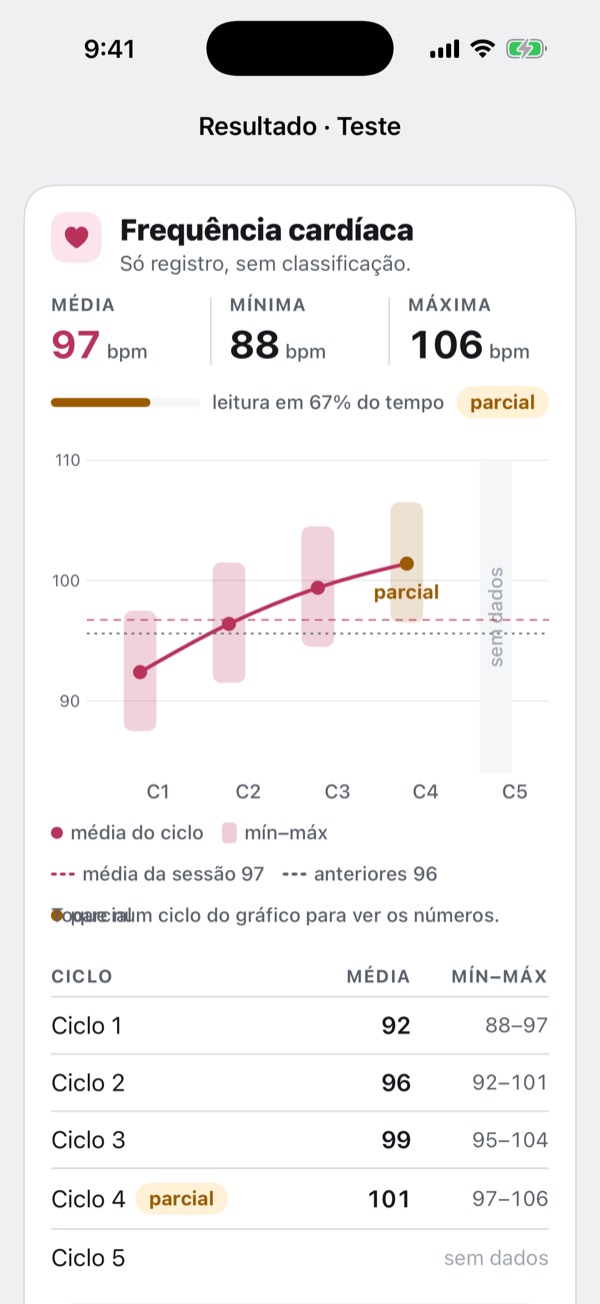 9:41
Resultado · Teste
Frequência cardíaca
Só registro, sem classificação.
MÉDIA MÍNIMA MÁXIMA
97 bpm 88 bpm 106 bpm
leitura em 67% do tempo parcial
110
100
90
parcial
sem dados
C1 C2 C3 C4 C5
média do ciclo mín–máx
média da sessão 97 anteriores 96
parcial
Toque num ciclo do gráfico para ver os números.
CICLO MÉDIA MÍN–MÁX
Ciclo 1 92 88–97
Ciclo 2 96 92–101
Ciclo 3 99 95–104
Ciclo 4 parcial 101 97–106
Ciclo 5 sem dados